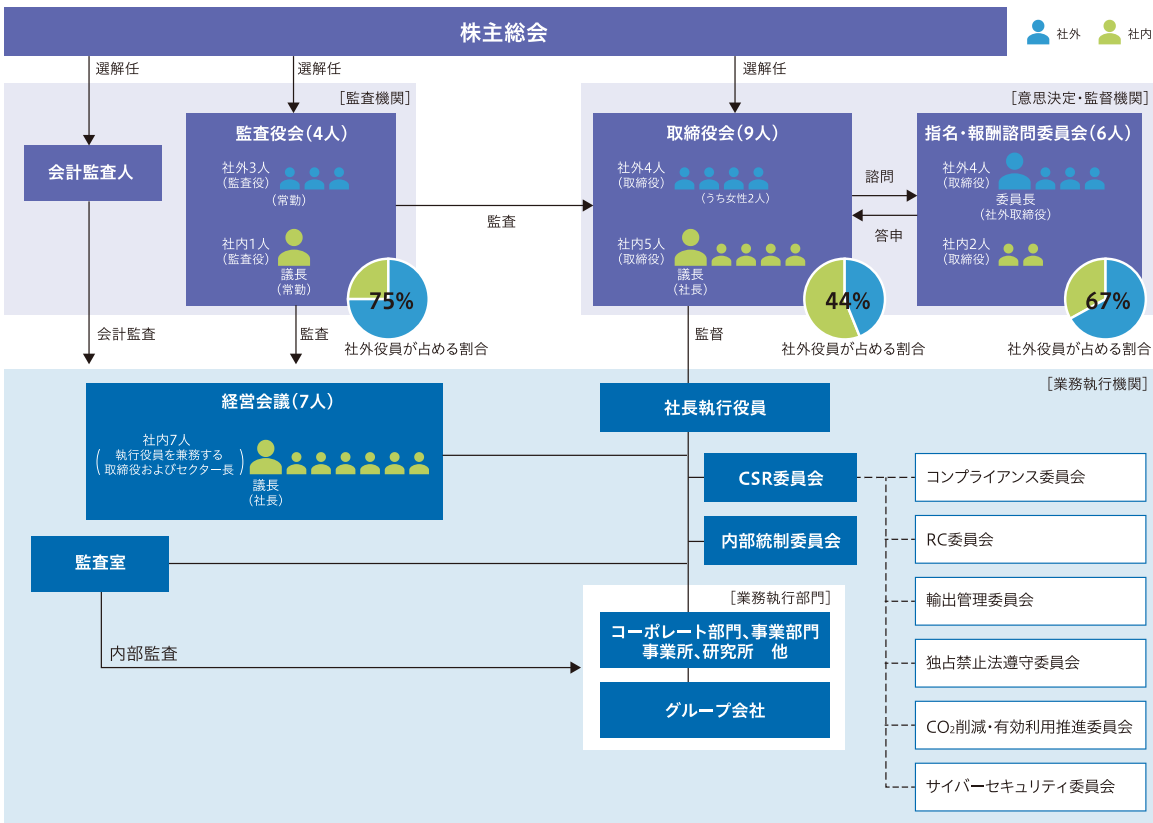 株主総会
社外
社内
選解任
選解任
選解任
[監査機関]
[意思決定・監督機関]
会計監査人
監査役会(4人)
社外3人
(監査役)
(常勤)
社内1人
(監査役)
議長
(常勤)
75%
社外役員が占める割合
監査
取締役会(9人)
社外4人
(取締役)
(うち女性2人)
社内5人
(取締役)
議長
(社長)
44%
社外役員が占める割合
諮問
答申
指名・報酬諮問委員会(6人)
社外4人
(取締役)
委員長
(社外取締役)
社内2人
(取締役)
67%
社外役員が占める割合
会計監査
監査
監督
[業務執行機関]
経営会議(7人)
社内7人
(執行役員を兼務する
取締役およびセクター長)
議長
(社長)
社長執行役員
CSR委員会
内部統制委員会
監査室
内部監査
[業務執行部門]
コーポレート部門、事業部門
事業所、研究所　他
グループ会社
コンプライアンス委員会
RC委員会
輸出管理委員会
独占禁止法遵守委員会
CO₂削減・有効利用推進委員会
サイバーセキュリティ委員会